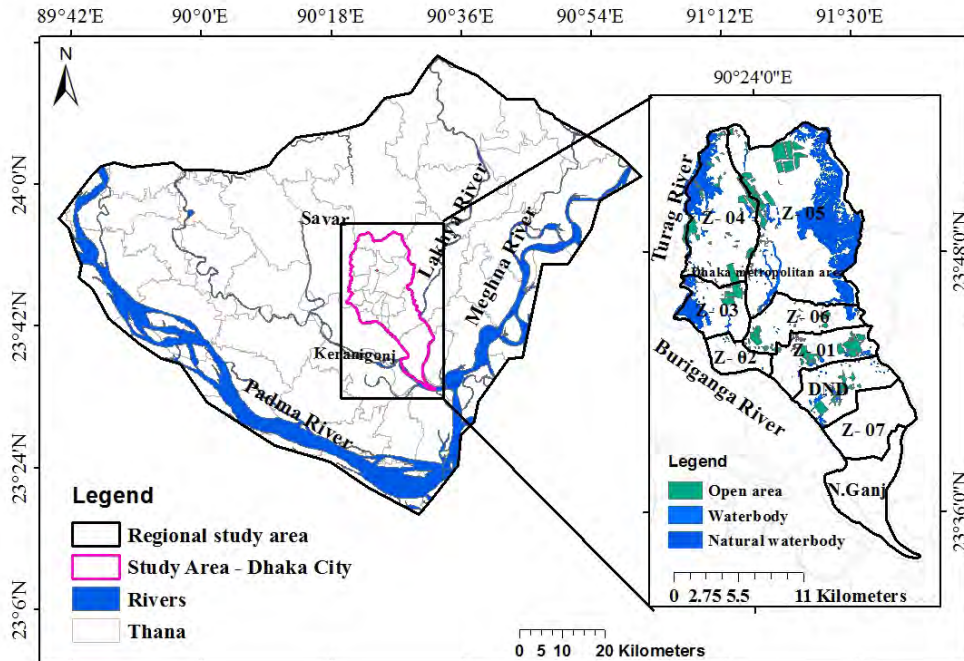 89°42'E 90°0'E 90°18'E 90°36'E 90°54'E 91°12'E 91°30'E
N
90°24'0"E
24°0'N
23°42'N
23°24'N
23°6'N
Savar
Lakhya River
Meghna River
Keranigonj
Padma River
Turag River
Z- 04
Z- 05
Dhaka metropolitan area
Z- 03
Z- 06
Z- 02
Z- 01
Buriganga River
DND
Z- 07
N.Ganj
23°48'0"N
23°36'0"N
Legend
Open area
Waterbody
Natural waterbody
0 2.75 5.5 11 Kilometers
Legend
Regional study area
Study Area - Dhaka City
Rivers
Thana
0 5 10 20 Kilometers